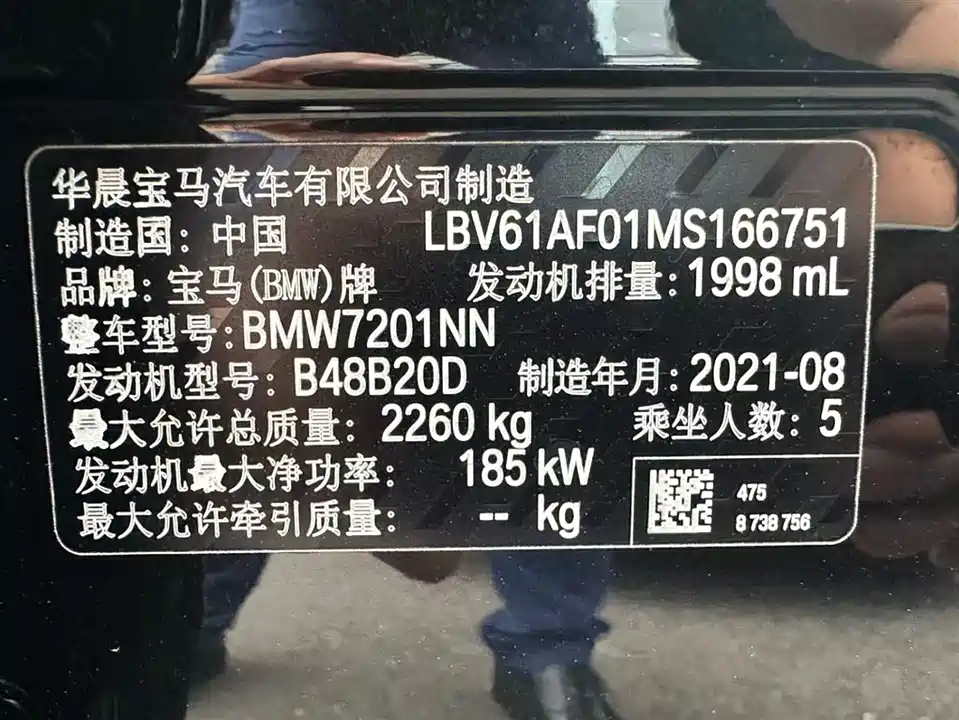 华晨宝马汽车有限公司制造
制造国：中国 LBV61AF01MS166751
品牌：宝马(BMW)牌 发动机排量：1998 mL
整车型号：BMW7201NN
发动机型号：B48B20D 制造年月：2021-08
最大允许总质量：2260 kg 乘坐人数：5
发动机最大净功率：185 kW
最大允许牵引质量：-- kg
475
8 738 756